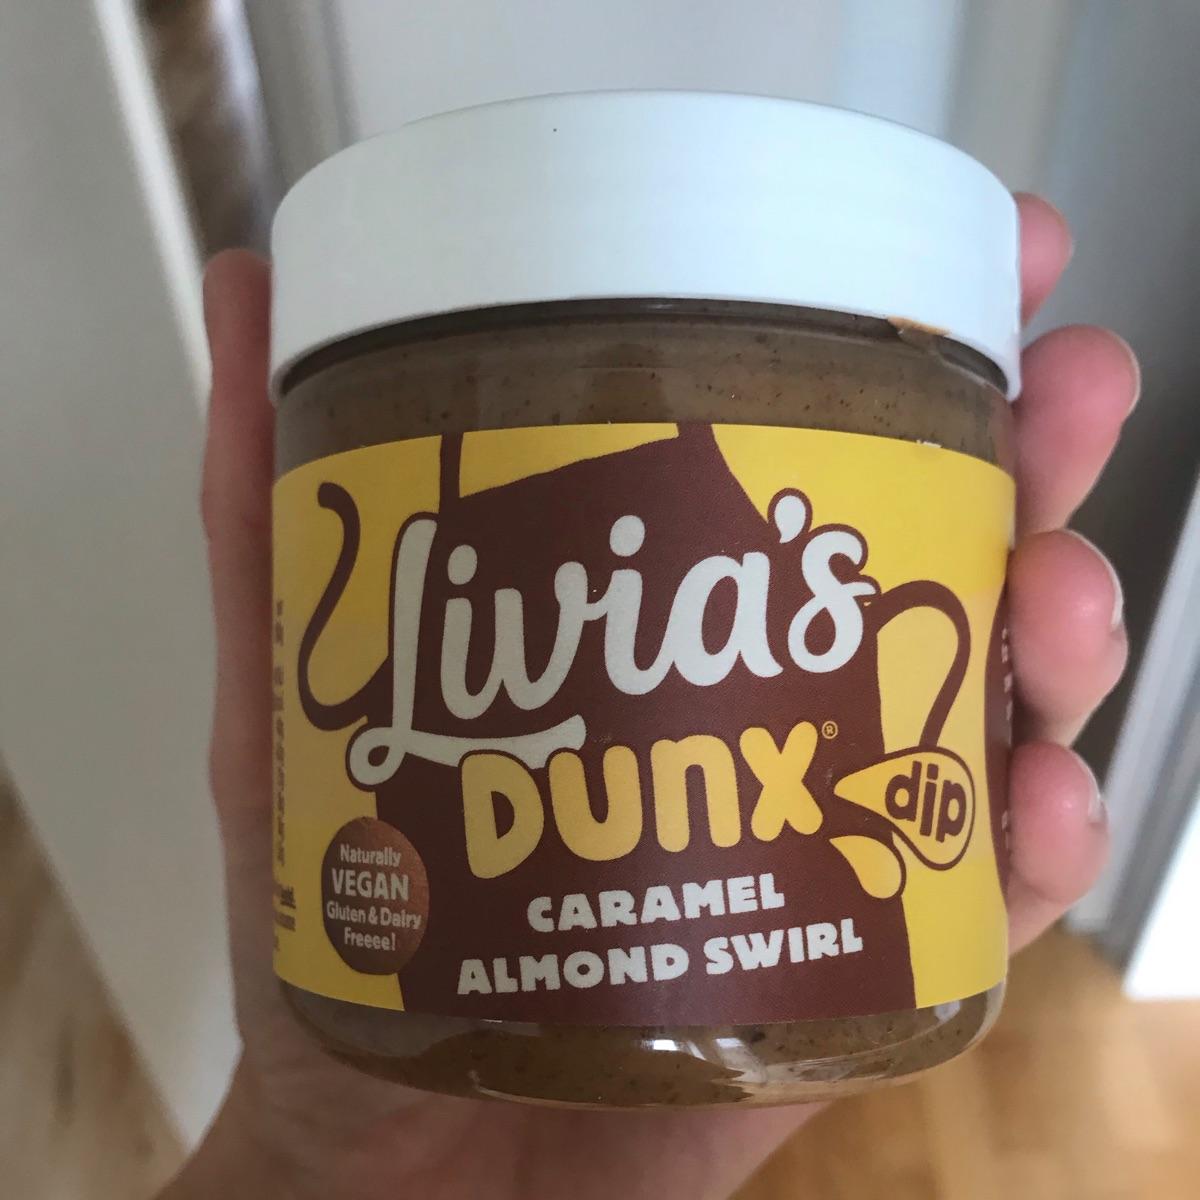 Livia's
DUNX®
dip
CARAMEL
ALMOND SWIRL
Naturally
VEGAN
Gluten & Dairy
Freeee!